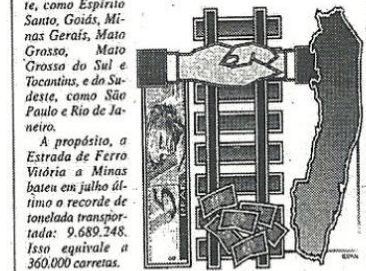 te, como Espírito
Santo, Goiás, Mi-
nas Gerais, Mato
Grosso, Mato
Grosso do Sul e
Tocantins, e do Su-
deste, como São
Paulo e Rio de Ja-
neiro.
A propósito, a
Estrada de Ferro
Vitória a Minas
bateu em julho úl-
timo o recorde de
tonelada transpor-
tada: 9.689.248.
Isso equivale a
360.000 carretas.